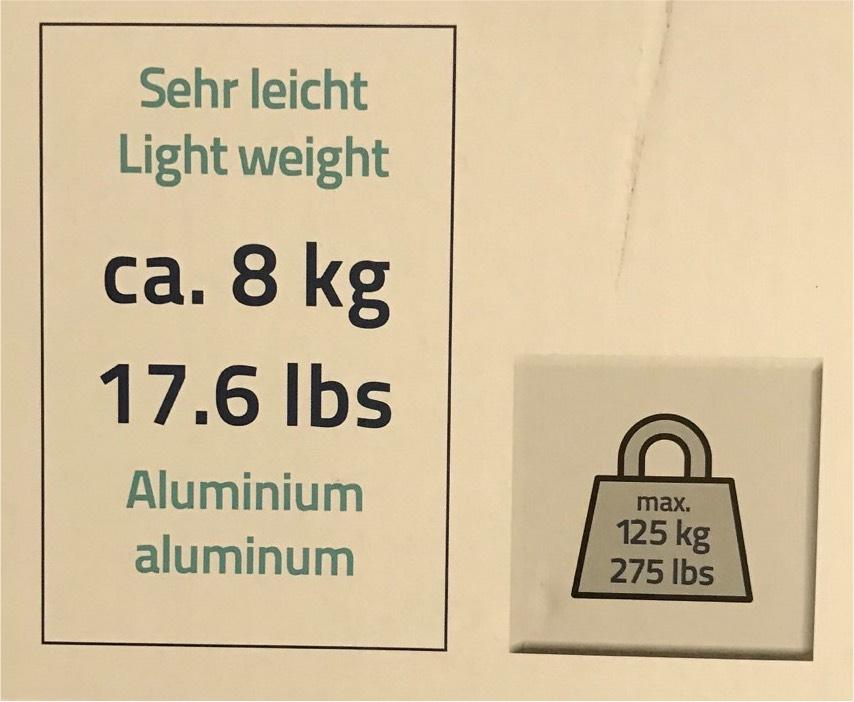 Sehr leicht
Light weight
ca. 8 kg
17.6 lbs
Aluminium
aluminum
max.
125 kg
275 lbs